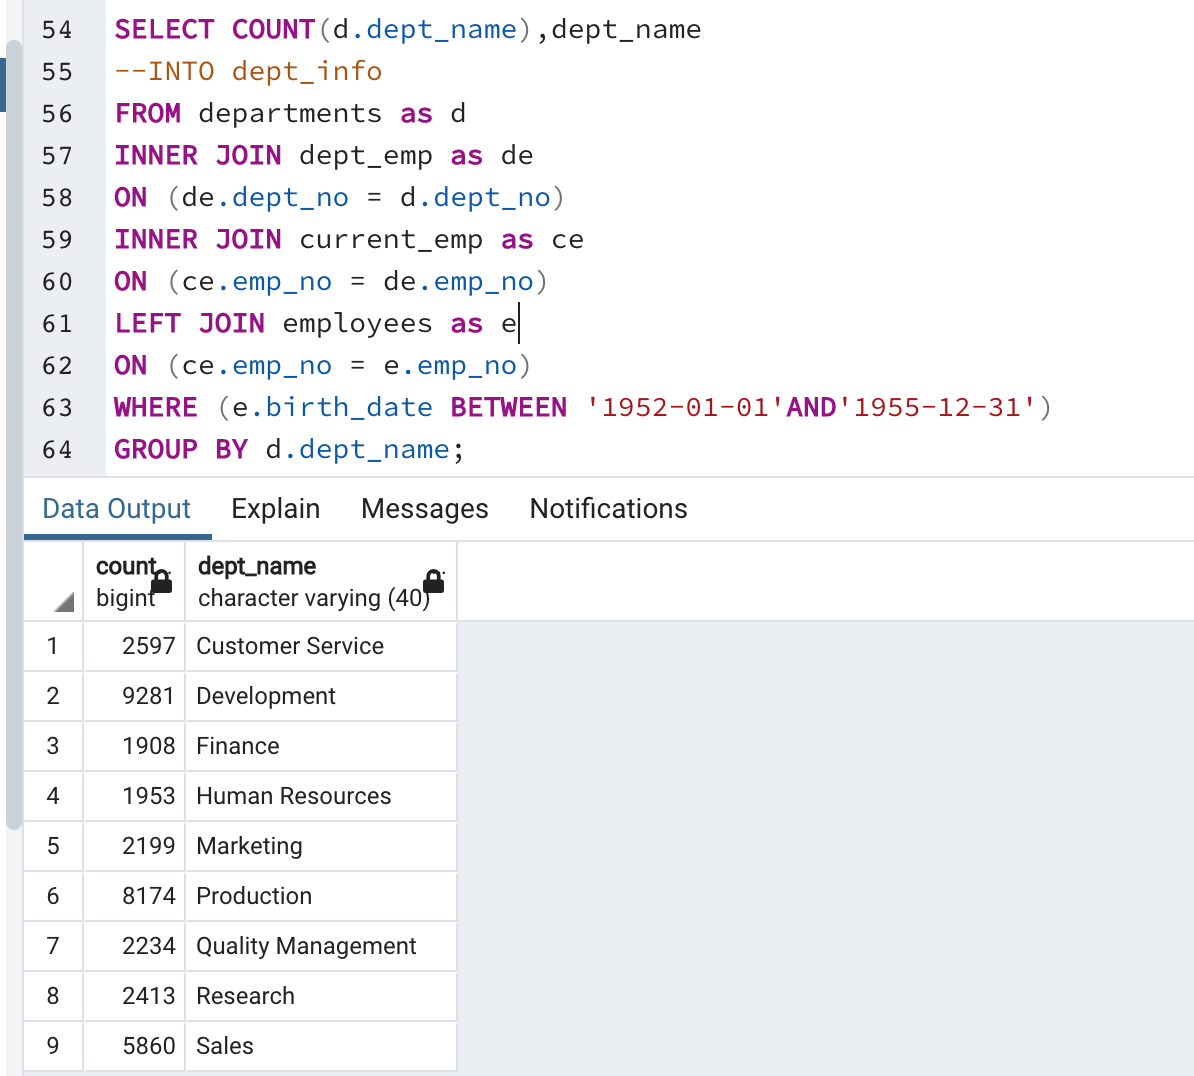 54 SELECT COUNT(d.dept_name),dept_name
55 --INTO dept_info
56 FROM departments as d
57 INNER JOIN dept_emp as de
58 ON (de.dept_no = d.dept_no)
59 INNER JOIN current_emp as ce
60 ON (ce.emp_no = de.emp_no)
61 LEFT JOIN employees as e
62 ON (ce.emp_no = e.emp_no)
63 WHERE (e.birth_date BETWEEN '1952-01-01'AND'1955-12-31')
64 GROUP BY d.dept_name;
Data Output Explain Messages Notifications
count dept_name
bigint character varying (40)
1 2597 Customer Service
2 9281 Development
3 1908 Finance
4 1953 Human Resources
5 2199 Marketing
6 8174 Production
7 2234 Quality Management
8 2413 Research
9 5860 Sales